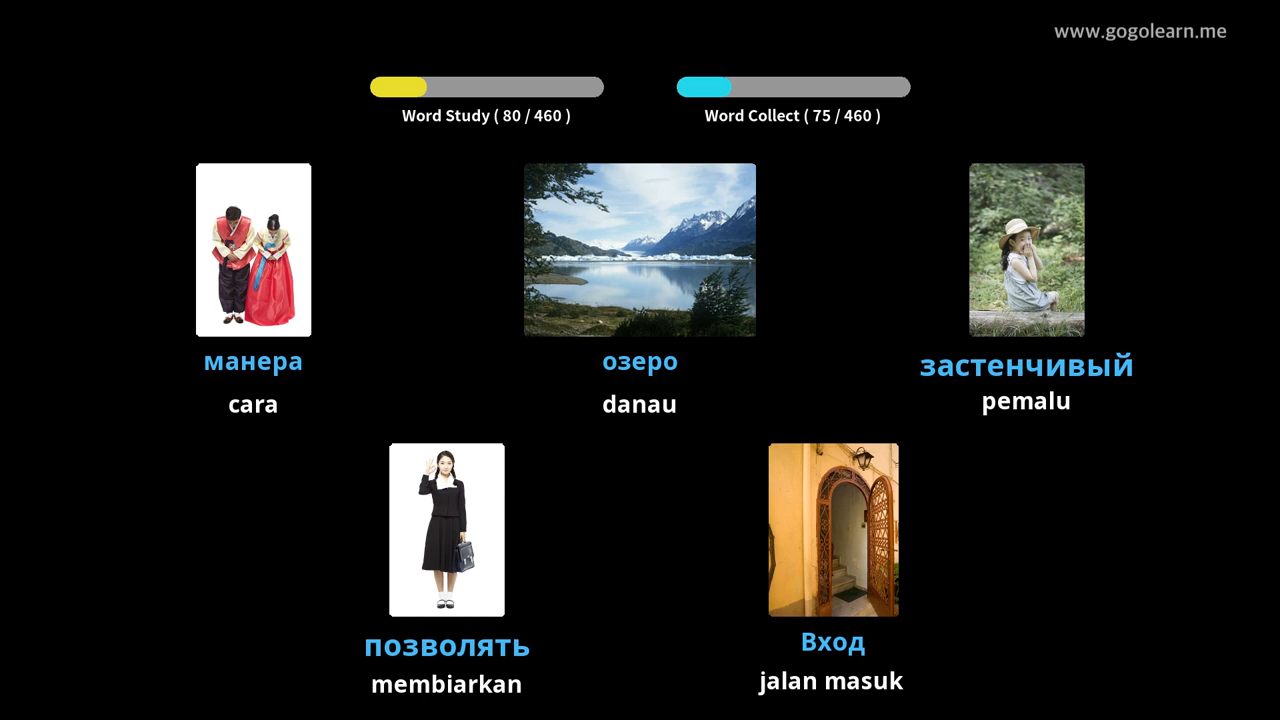 www.gogolearn.me
Word Study ( 80 / 460 )
Word Collect ( 75 / 460 )
манера
озеро
застенчивый
cara
danau
pemalu
позволять
Вход
membiarkan
jalan masuk